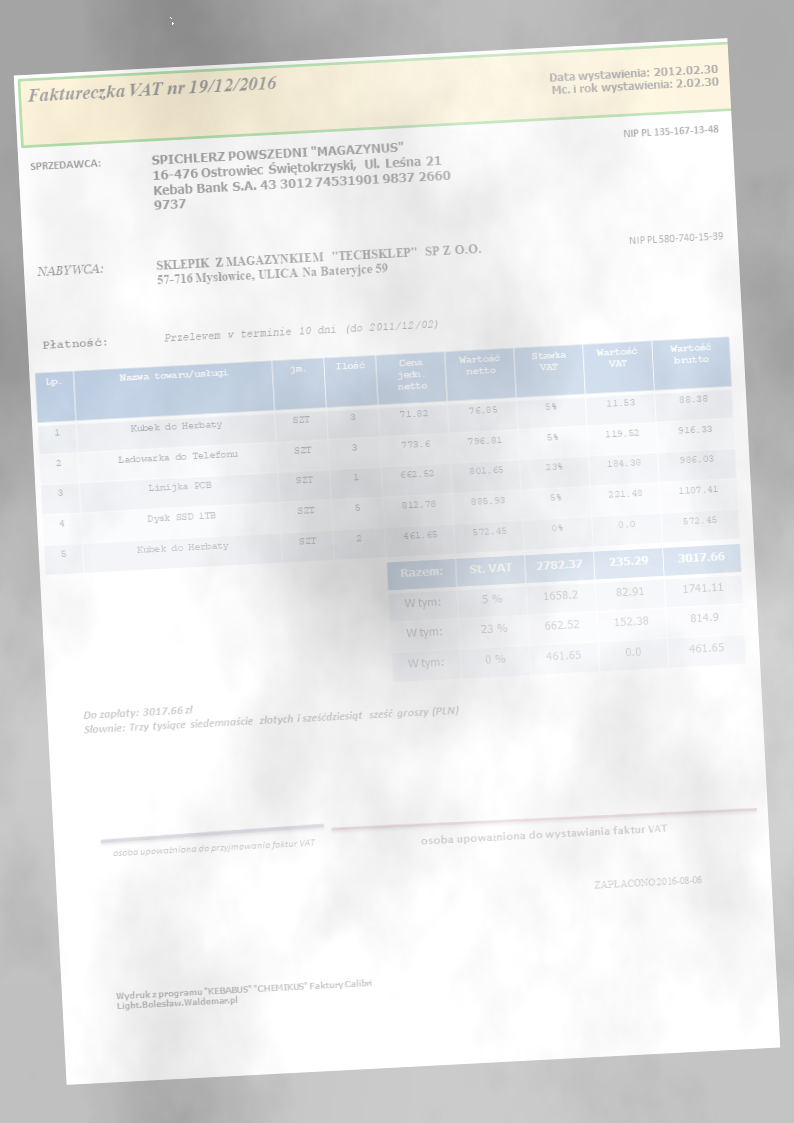 Faktureczka VAT nr 19/12/2016
Data wystawienia: 2012.02.30
Mc. i rok wystawienia: 2.02.30
SPRZEDAWCA:
SPICHLERZ POWSZEDNI "MAGAZYNUS"
NIP PL 135-167-13-48
16-476 Ostrowiec Świętokrzyski, Ul. Leśna 21
Kebab Bank S.A. 43 3012 74531901 9837 2660
9737
NABYWCA:
SKLEPIK Z MAGAZYNKIEM "TECHSKLEP" SP Z O.O.
NIP PL 580-740-15-39
57-716 Mysłowice, ULICA Na Bateryjce 59
Płatność:
Przelewem w terminie 10 dni (do 2011/12/02)
Lp. Nazwa towaru/usługi jm. Ilość Cena jedn. netto Wartość netto Stawka VAT Wartość VAT Wartość brutto
1 Kubek do Herbaty SZT 3 71.82 76.85 5% 11.53 88.38
2 Ładowarka do Telefonu SZT 3 773.6 796.81 5% 119.52 916.33
3 Linijka PCB SZT 1 662.52 801.65 23% 184.38 986.03
4 Dysk SSD 1TB SZT 5 812.78 885.93 5% 221.48 1107.41
5 Kubek do Herbaty SZT 2 461.65 572.45 0% 0.0 572.45
Razem: St. VAT 2782.37 235.29 3017.66
W tym: 5 % 1658.2 82.91 1741.11
W tym: 23 % 662.52 152.38 814.9
W tym: 0 % 461.65 0.0 461.65
Do zapłaty: 3017.66 zł
Słownie: Trzy tysiące siedemnaście złotych i sześćdziesiąt sześć groszy (PLN)
osoba upoważniona do przyjmowania faktur VAT
osoba upoważniona do wystawiania faktur VAT
ZAPŁACONO 2016-08-06
Wydruk z programu "KEBABUS" "CHEMIKUS" Faktury Calibri
Light.Bolesław.Waldemar.pl